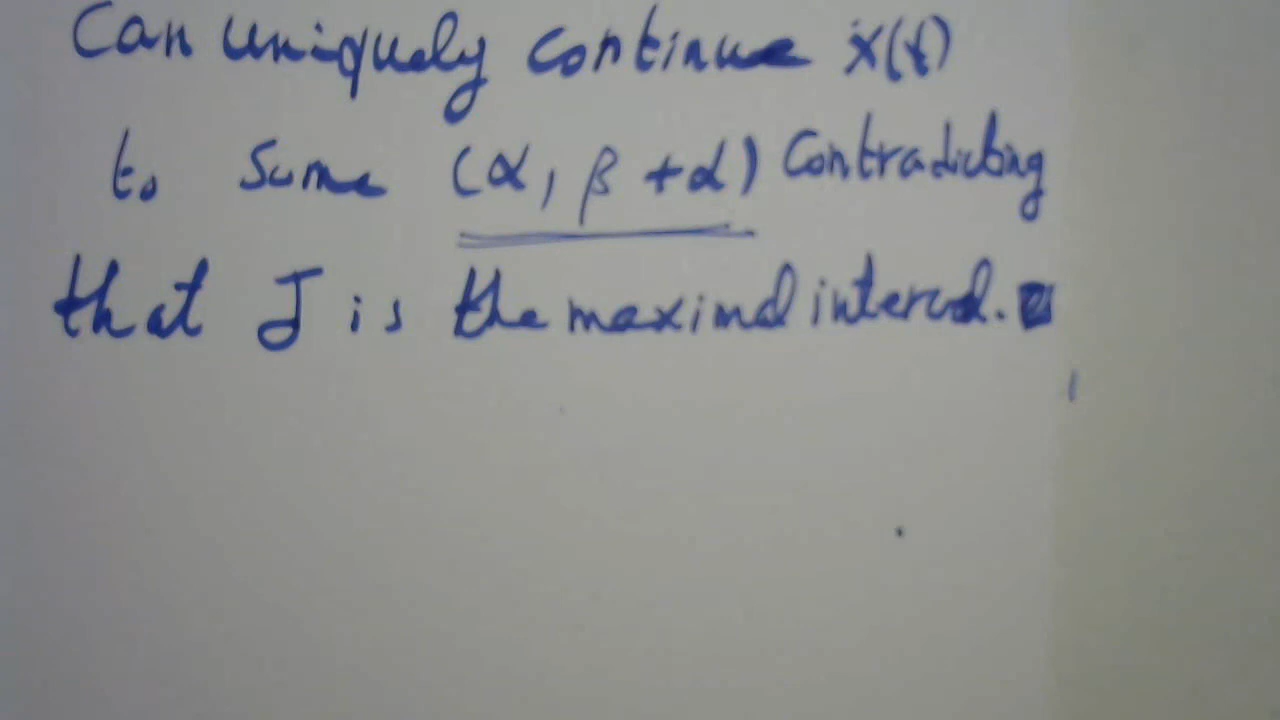 Can uniquely continue x(t)
to some (α, β + α) Contradicting
that J is the maximal interval.